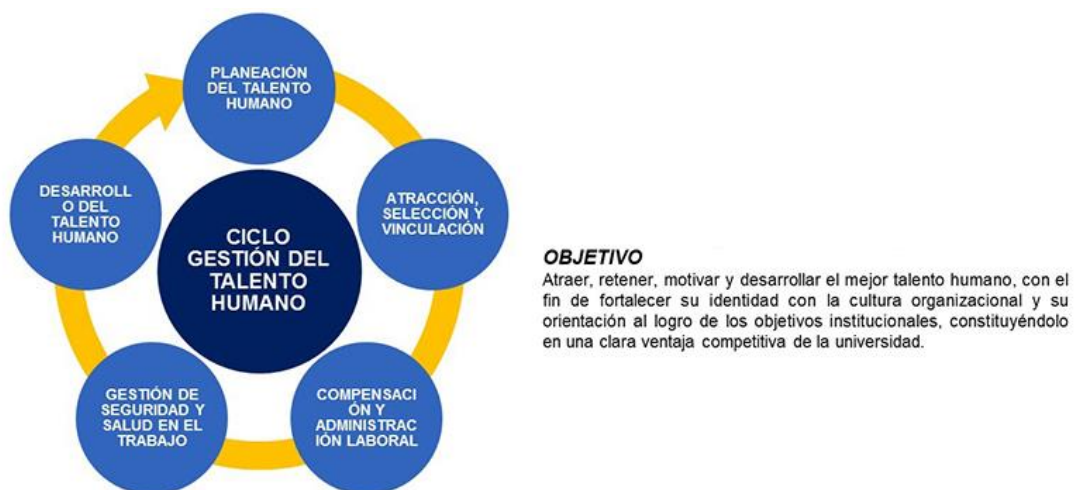 PLANEACIÓN
DEL TALENTO
HUMANO
ATRACCIÓN,
SELECCIÓN Y
VINCULACIÓN
COMPENSACI
ÓN Y
ADMINISTRAC
IÓN LABORAL
GESTIÓN DE
SEGURIDAD Y
SALUD EN EL
TRABAJO
DESARROLL
O DEL
TALENTO
HUMANO
CICLO
GESTIÓN DEL
TALENTO
HUMANO
OBJETIVO
Atraer, retener, motivar y desarrollar el mejor talento humano, con el
fin de fortalecer su identidad con la cultura organizacional y su
orientación al logro de los objetivos institucionales, constituyéndolo
en una clara ventaja competitiva de la universidad.